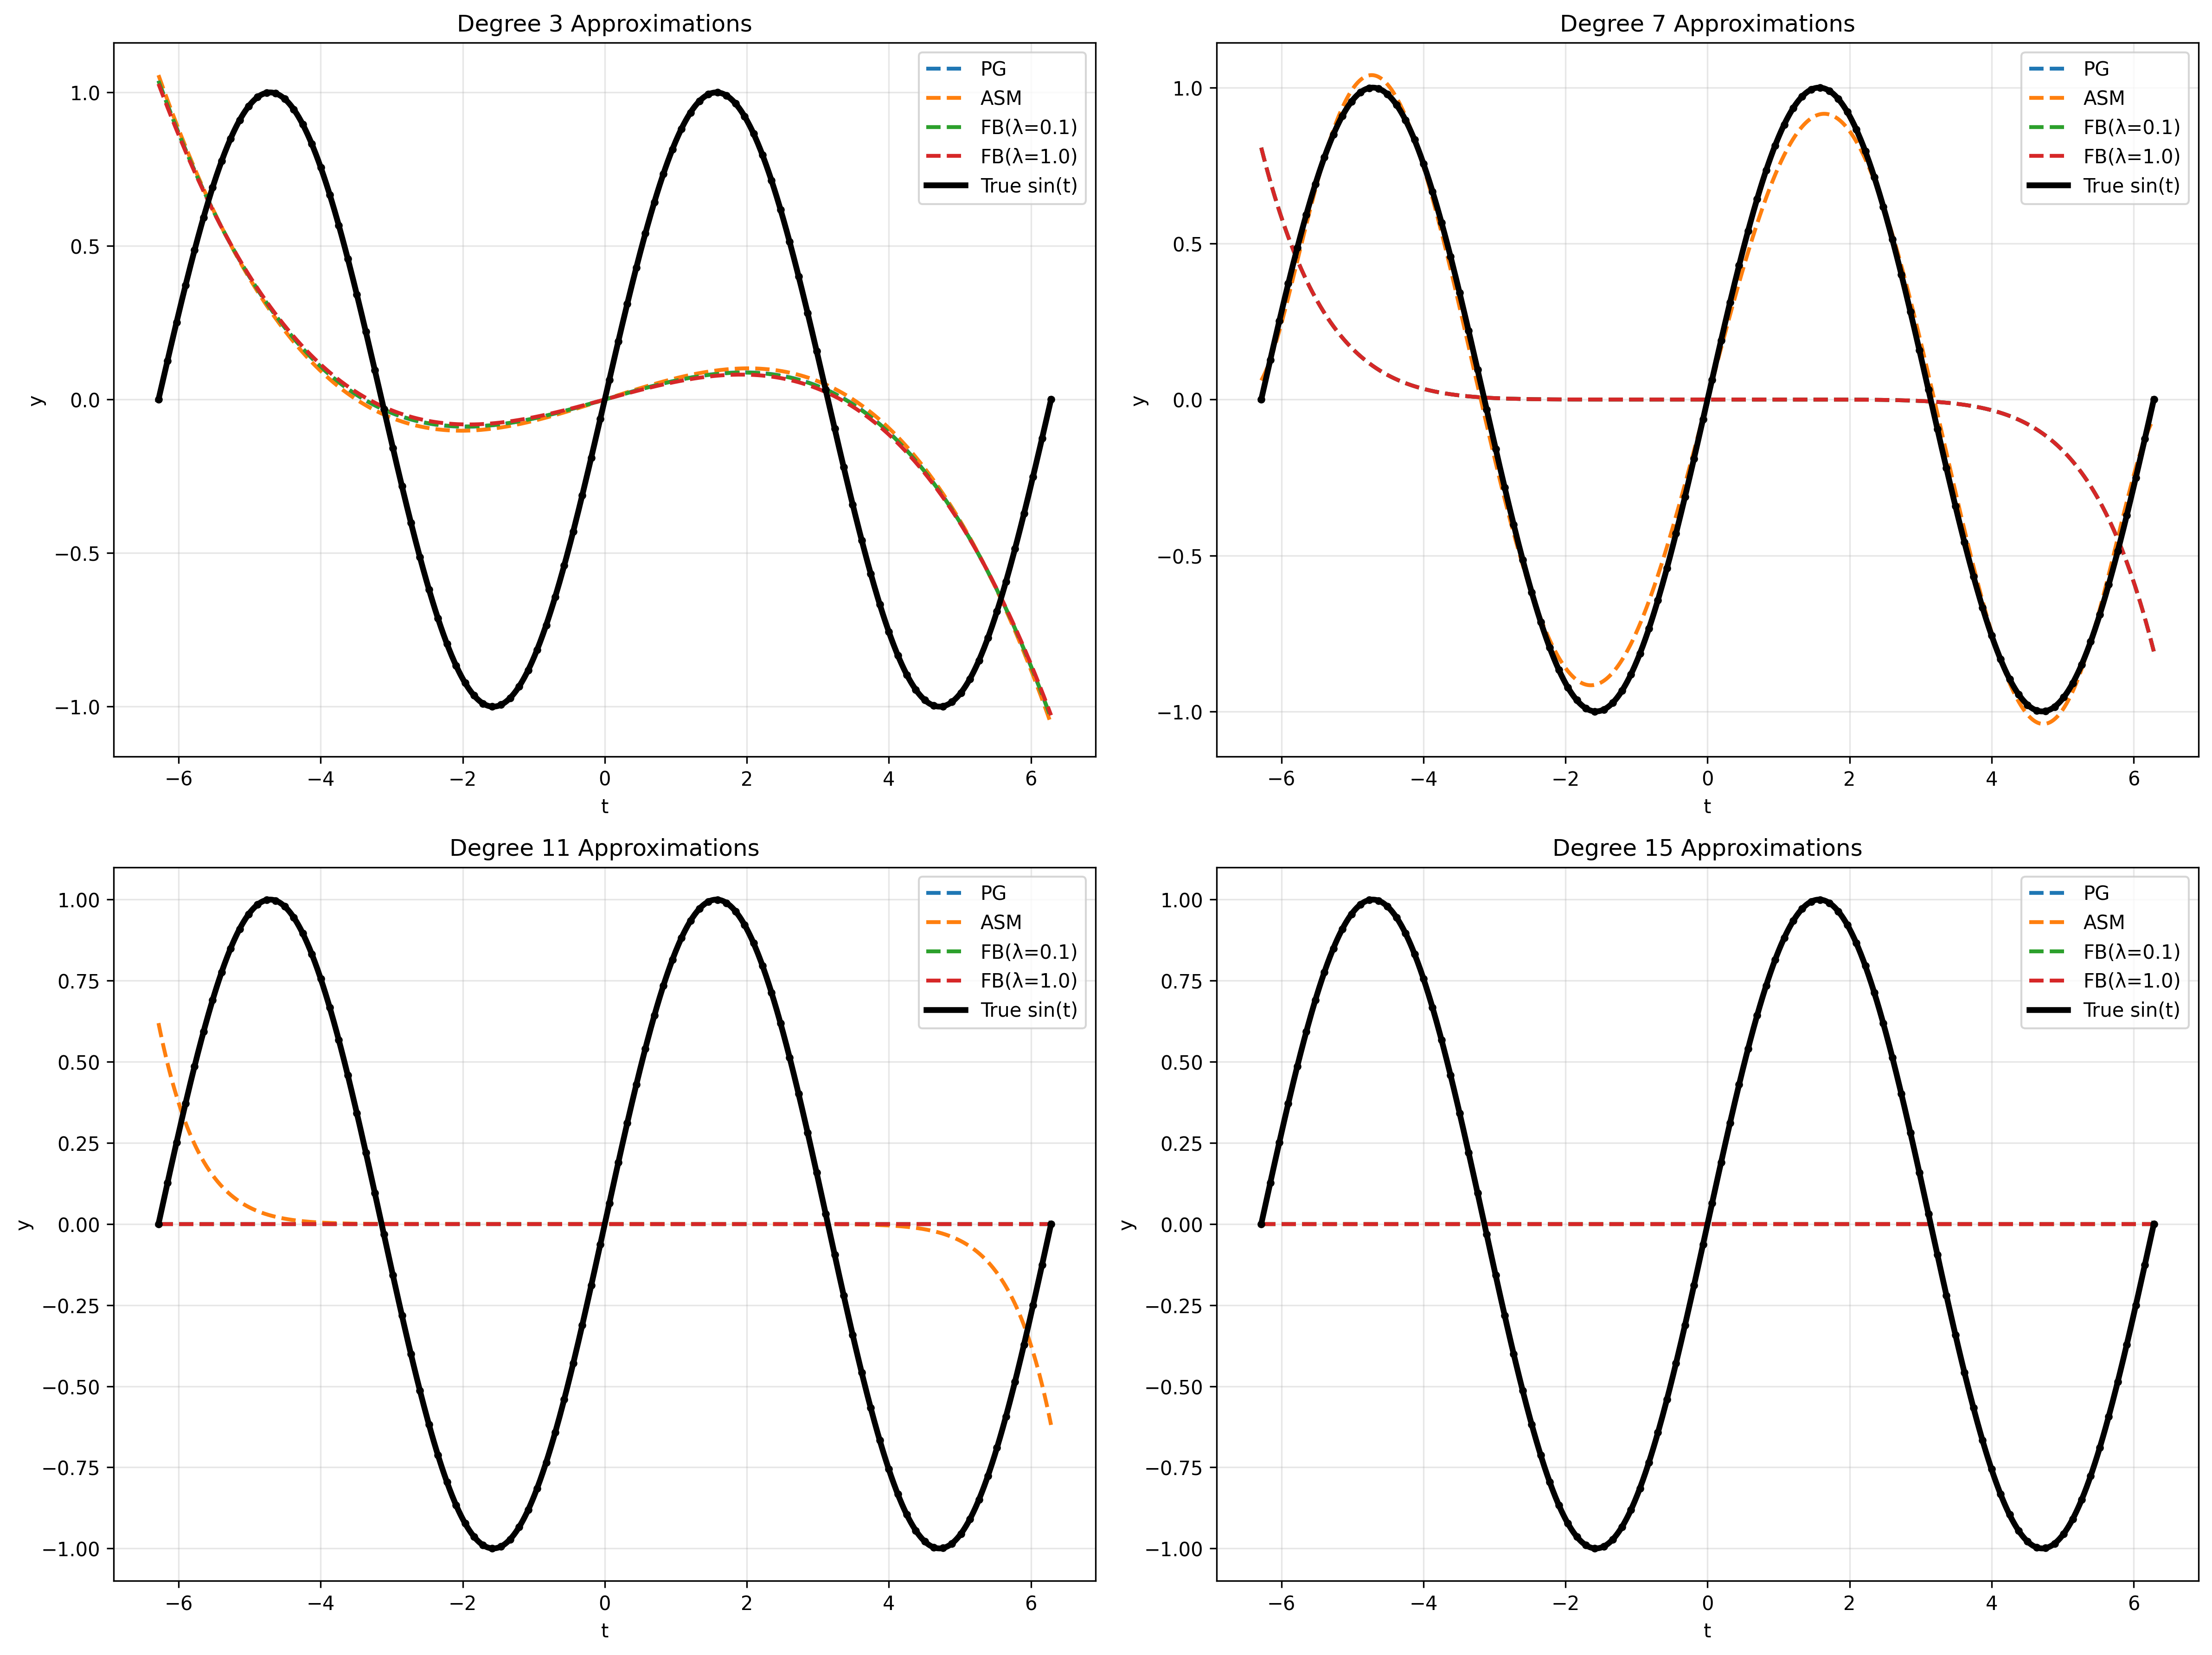 Degree 3 Approximations
PG
ASM
FB(λ=0.1)
FB(λ=1.0)
True sin(t)
1.0
0.5
0.0
−0.5
−1.0
y
−6 −4 −2 0 2 4 6
t
Degree 7 Approximations
PG
ASM
FB(λ=0.1)
FB(λ=1.0)
True sin(t)
1.0
0.5
0.0
−0.5
−1.0
y
−6 −4 −2 0 2 4 6
t
Degree 11 Approximations
PG
ASM
FB(λ=0.1)
FB(λ=1.0)
True sin(t)
1.00
0.75
0.50
0.25
0.00
−0.25
−0.50
−0.75
−1.00
y
−6 −4 −2 0 2 4 6
t
Degree 15 Approximations
PG
ASM
FB(λ=0.1)
FB(λ=1.0)
True sin(t)
1.00
0.75
0.50
0.25
0.00
−0.25
−0.50
−0.75
−1.00
y
−6 −4 −2 0 2 4 6
t